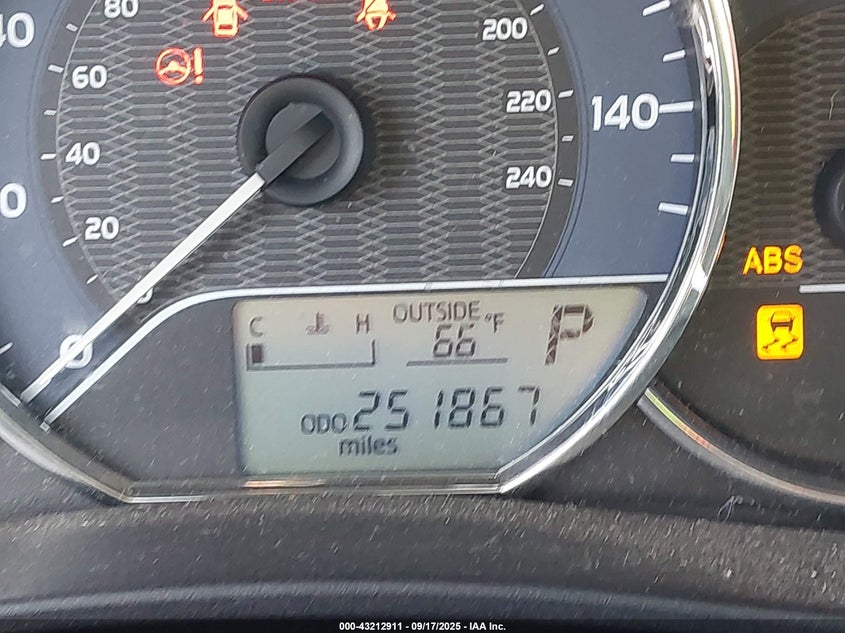 80
200
60
220
140
40
240
20
ABS
OUTSIDE
C H 66 °F P
ODO 251867
miles
000-43212911 - 09/17/2025 - IAA Inc.